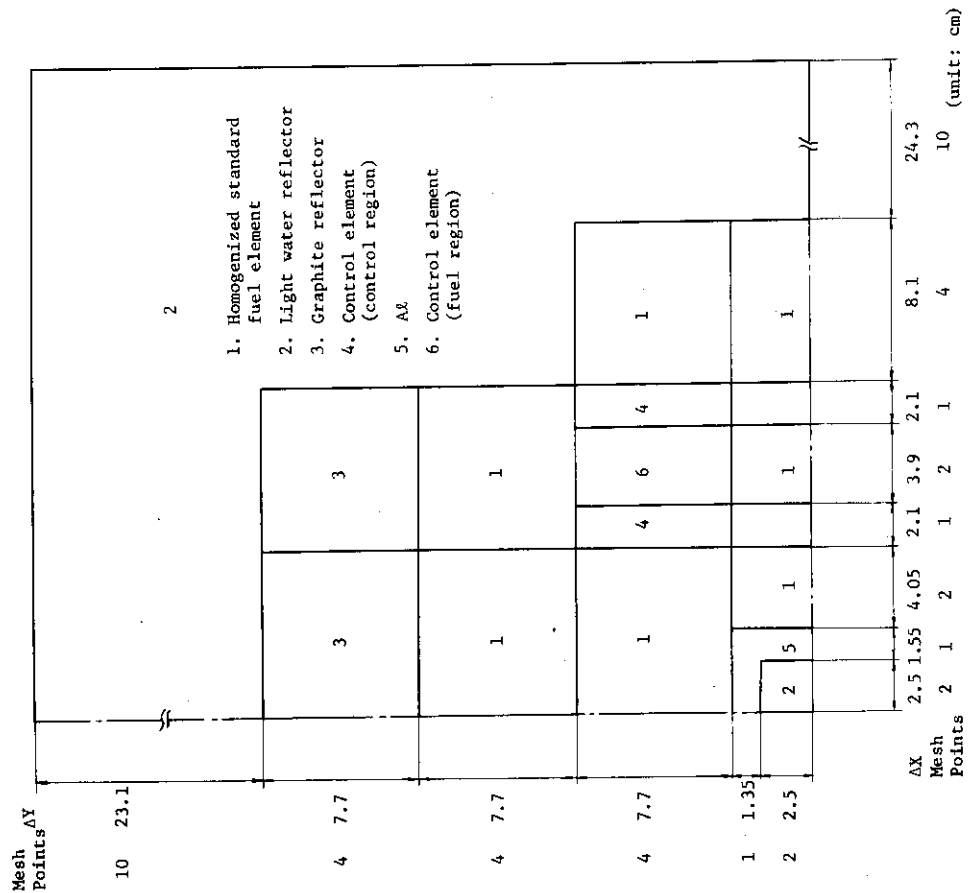 Mesh
Points
ΔY
10 23.1
4 7.7
4 7.7
4 7.7
1 1.35
2 2.5
2
1. Homogenized standard
fuel element
2. Light water reflector
3. Graphite reflector
4. Control element
(control region)
5. Aℓ
6. Control element
(fuel region)
3 3
1 1
1 4 6 4 1
2 5 1 1 1
ΔX 2.5 1.55 4.05 2.1 3.9 2.1 8.1 24.3
Mesh
Points
2 1 2 1 2 1 4 10
(unit: cm)